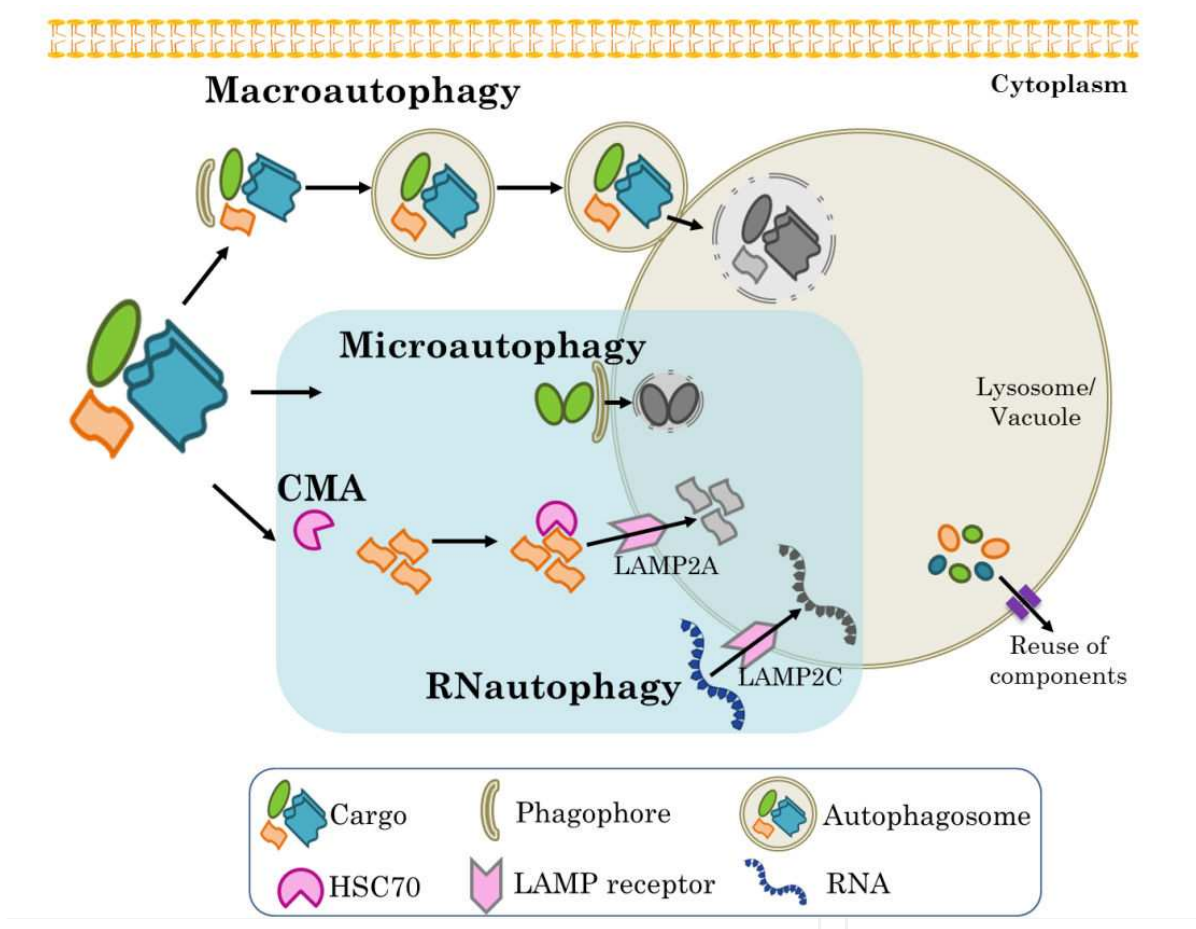 Macroautophagy
Cytoplasm
Microautophagy
Lysosome/
Vacuole
CMA
LAMP2A
RNautophagy
LAMP2C
Reuse of
components
Cargo
Phagophore
Autophagosome
HSC70
LAMP receptor
RNA